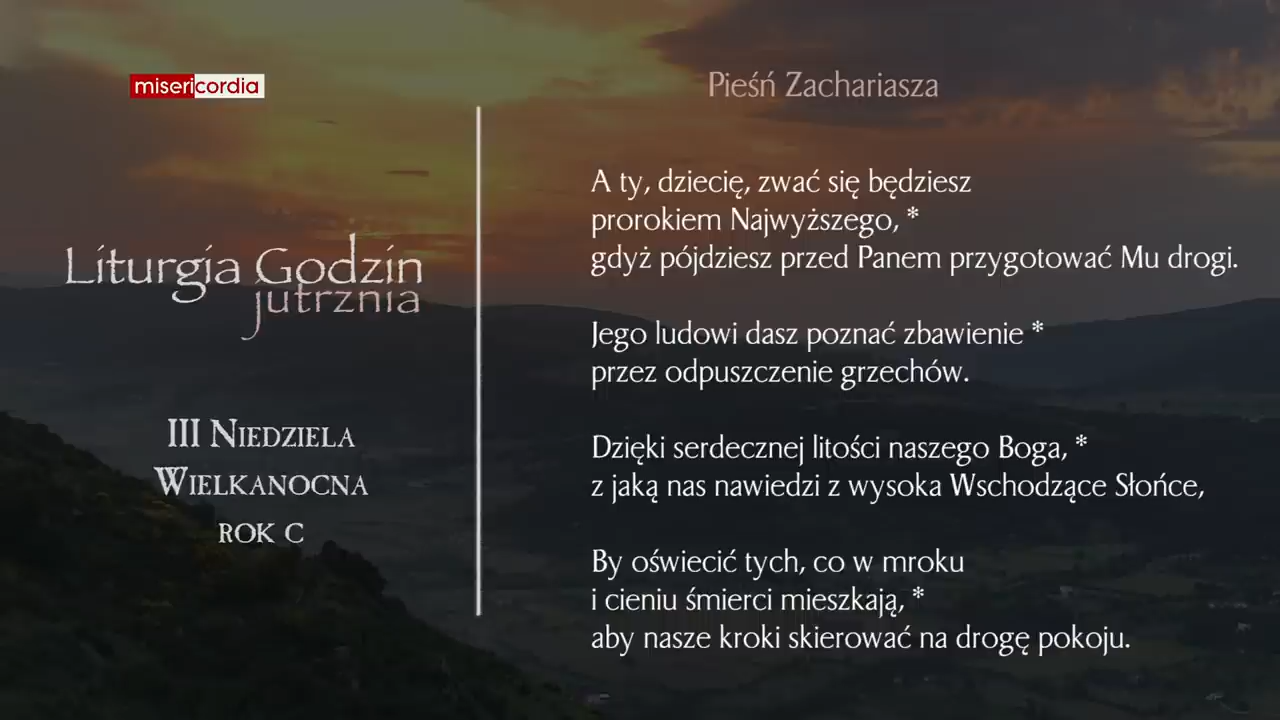 misericordia
Liturgia Godzin
jutrznia
III Niedziela
Wielkanocna
rok C
Pieśń Zachariasza
A ty, dziecię, zwać się będziesz
prorokiem Najwyższego, *
gdyż pójdziesz przed Panem przygotować Mu drogi.
Jego ludowi dasz poznać zbawienie *
przez odpuszczenie grzechów.
Dzięki serdecznej litości naszego Boga, *
z jaką nas nawiedzi z wysoka Wschodzące Słońce,
By oświecić tych, co w mroku
i cieniu śmierci mieszkają, *
aby nasze kroki skierować na drogę pokoju.